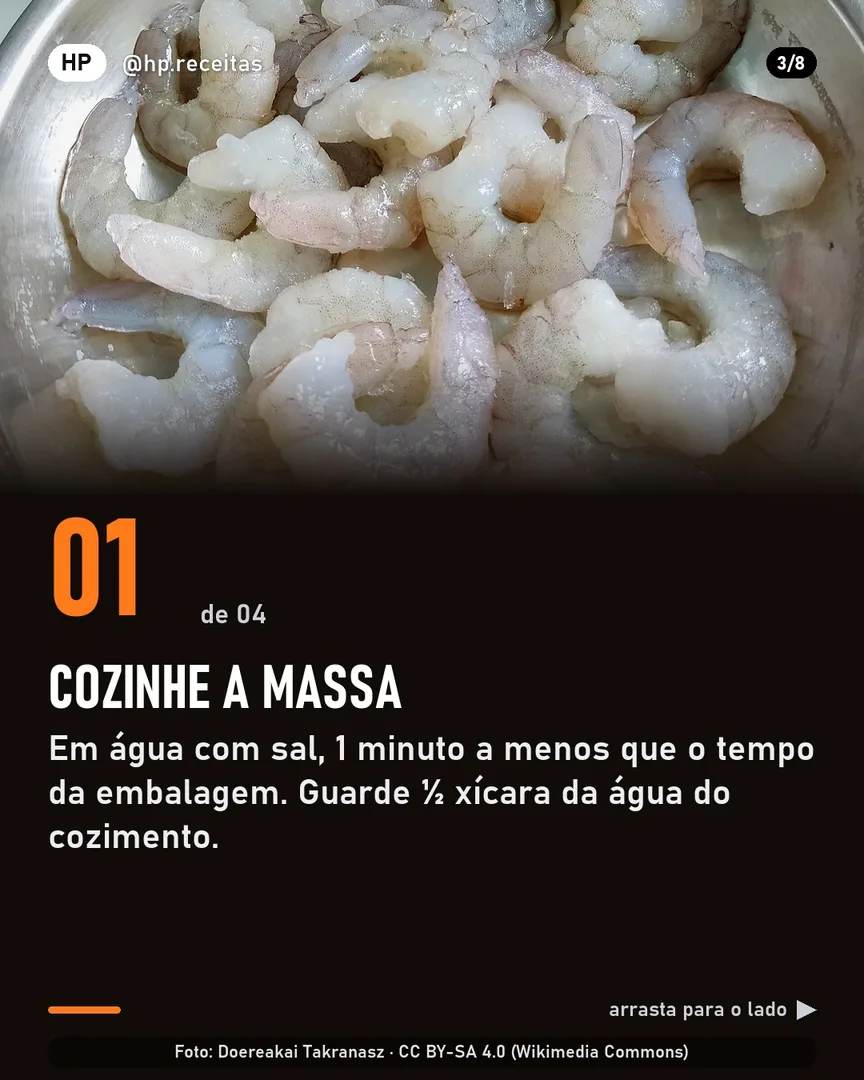 HP @hp.receitas
3/8
01
de 04
COZINHE A MASSA
Em água com sal, 1 minuto a menos que o tempo
da embalagem. Guarde ½ xícara da água do
cozimento.
arrasta para o lado ▶
Foto: Doereakai Takranasz · CC BY-SA 4.0 (Wikimedia Commons)